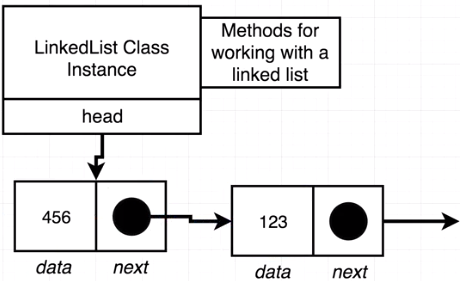 LinkedList Class
Instance
Methods for
working with a
linked list
head
456
123
data
next
data
next